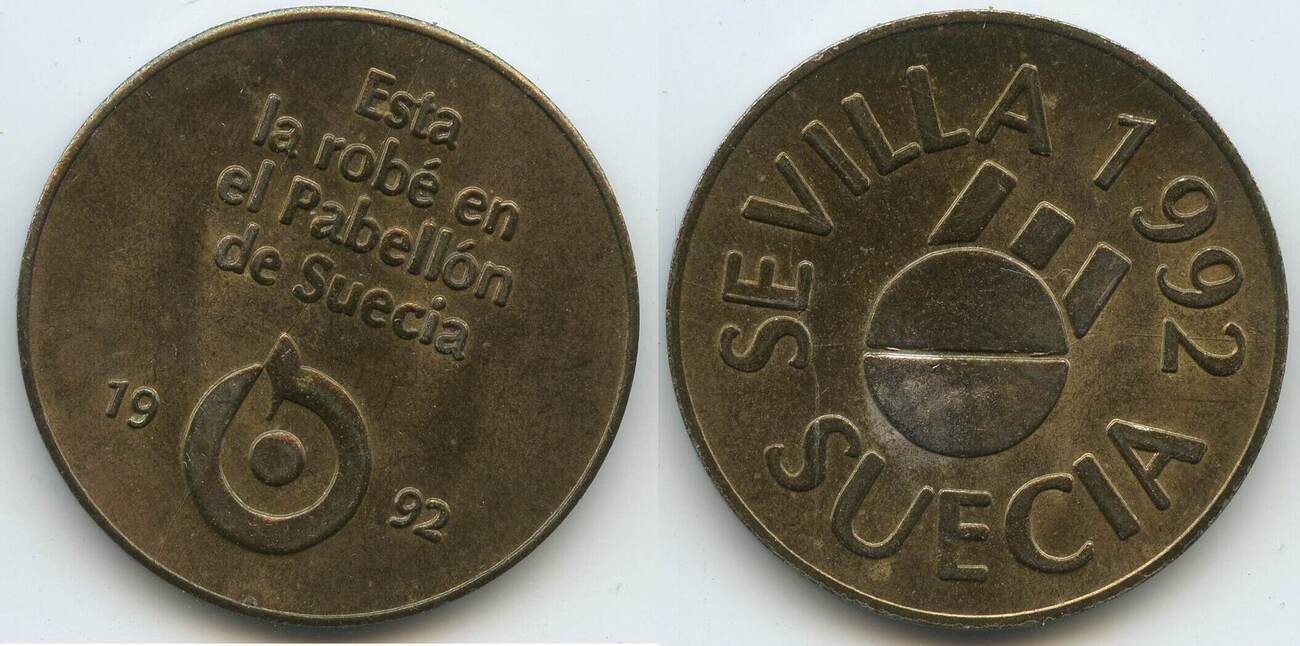 Esta
la robé en
el Pabellón
de Suecia
19 92
SEVILLA 1992
SUECIA